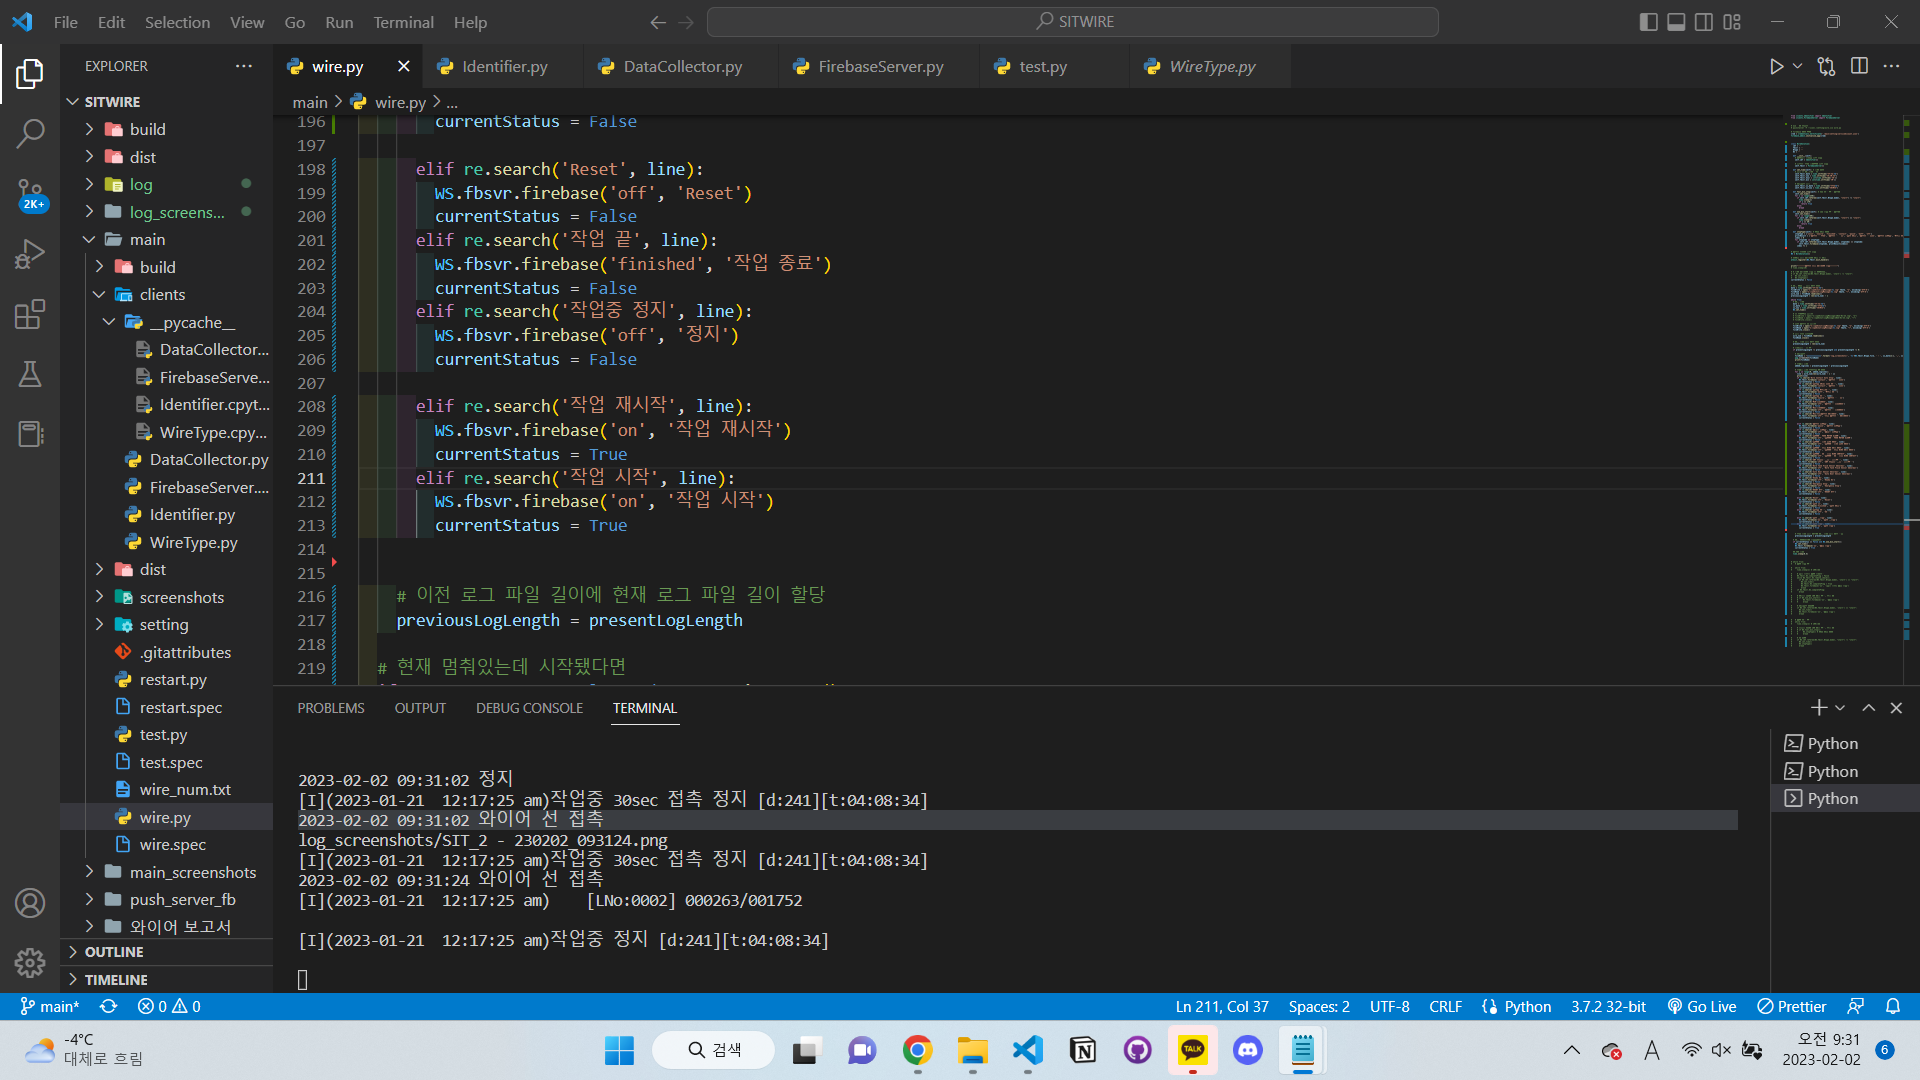 File Edit Selection View Go Run Terminal Help
SITWIRE
EXPLORER
wire.py Identifier.py DataCollector.py FirebaseServer.py test.py WireType.py
main > wire.py > ...
SITWIRE
build
dist
log
log_screens...
main
build
clients
__pycache__
DataCollector...
FirebaseServe...
Identifier.cpyt...
WireType.cpy...
DataCollector.py
FirebaseServer....
Identifier.py
WireType.py
dist
screenshots
setting
.gitattributes
restart.py
restart.spec
test.py
test.spec
wire_num.txt
wire.py
wire.spec
main_screenshots
push_server_fb
와이어 보고서
OUTLINE
TIMELINE
2K+
196 currentStatus = False
197
198 elif re.search('Reset', line):
199 WS.fbsvr.firebase('off', 'Reset')
200 currentStatus = False
201 elif re.search('작업 끝', line):
202 WS.fbsvr.firebase('finished', '작업 종료')
203 currentStatus = False
204 elif re.search('작업중 정지', line):
205 WS.fbsvr.firebase('off', '정지')
206 currentStatus = False
207
208 elif re.search('작업 재시작', line):
209 WS.fbsvr.firebase('on', '작업 재시작')
210 currentStatus = True
211 elif re.search('작업 시작', line):
212 WS.fbsvr.firebase('on', '작업 시작')
213 currentStatus = True
214
215
216 # 이전 로그 파일 길이에 현재 로그 파일 길이 할당
217 previousLogLength = presentLogLength
218
219 # 현재 멈춰있는데 시작됐다면
PROBLEMS OUTPUT DEBUG CONSOLE TERMINAL
2023-02-02 09:31:02 정지
[I](2023-01-21  12:17:25 am)작업중 30sec 접촉 정지 [d:241][t:04:08:34]
2023-02-02 09:31:02 와이어 선 접촉
log_screenshots/SIT_2 - 230202_093124.png
[I](2023-01-21  12:17:25 am)작업중 30sec 접촉 정지 [d:241][t:04:08:34]
2023-02-02 09:31:24 와이어 선 접촉
[I](2023-01-21  12:17:25 am)    [LNo:0002] 000263/001752
[I](2023-01-21  12:17:25 am)작업중 정지 [d:241][t:04:08:34]
Python
Python
Python
main* 0 0 Ln 211, Col 37 Spaces: 2 UTF-8 CRLF Python 3.7.2 32-bit Go Live Prettier
-4°C
대체로 흐림
검색
TALK
A
오전 9:31
2023-02-02
6